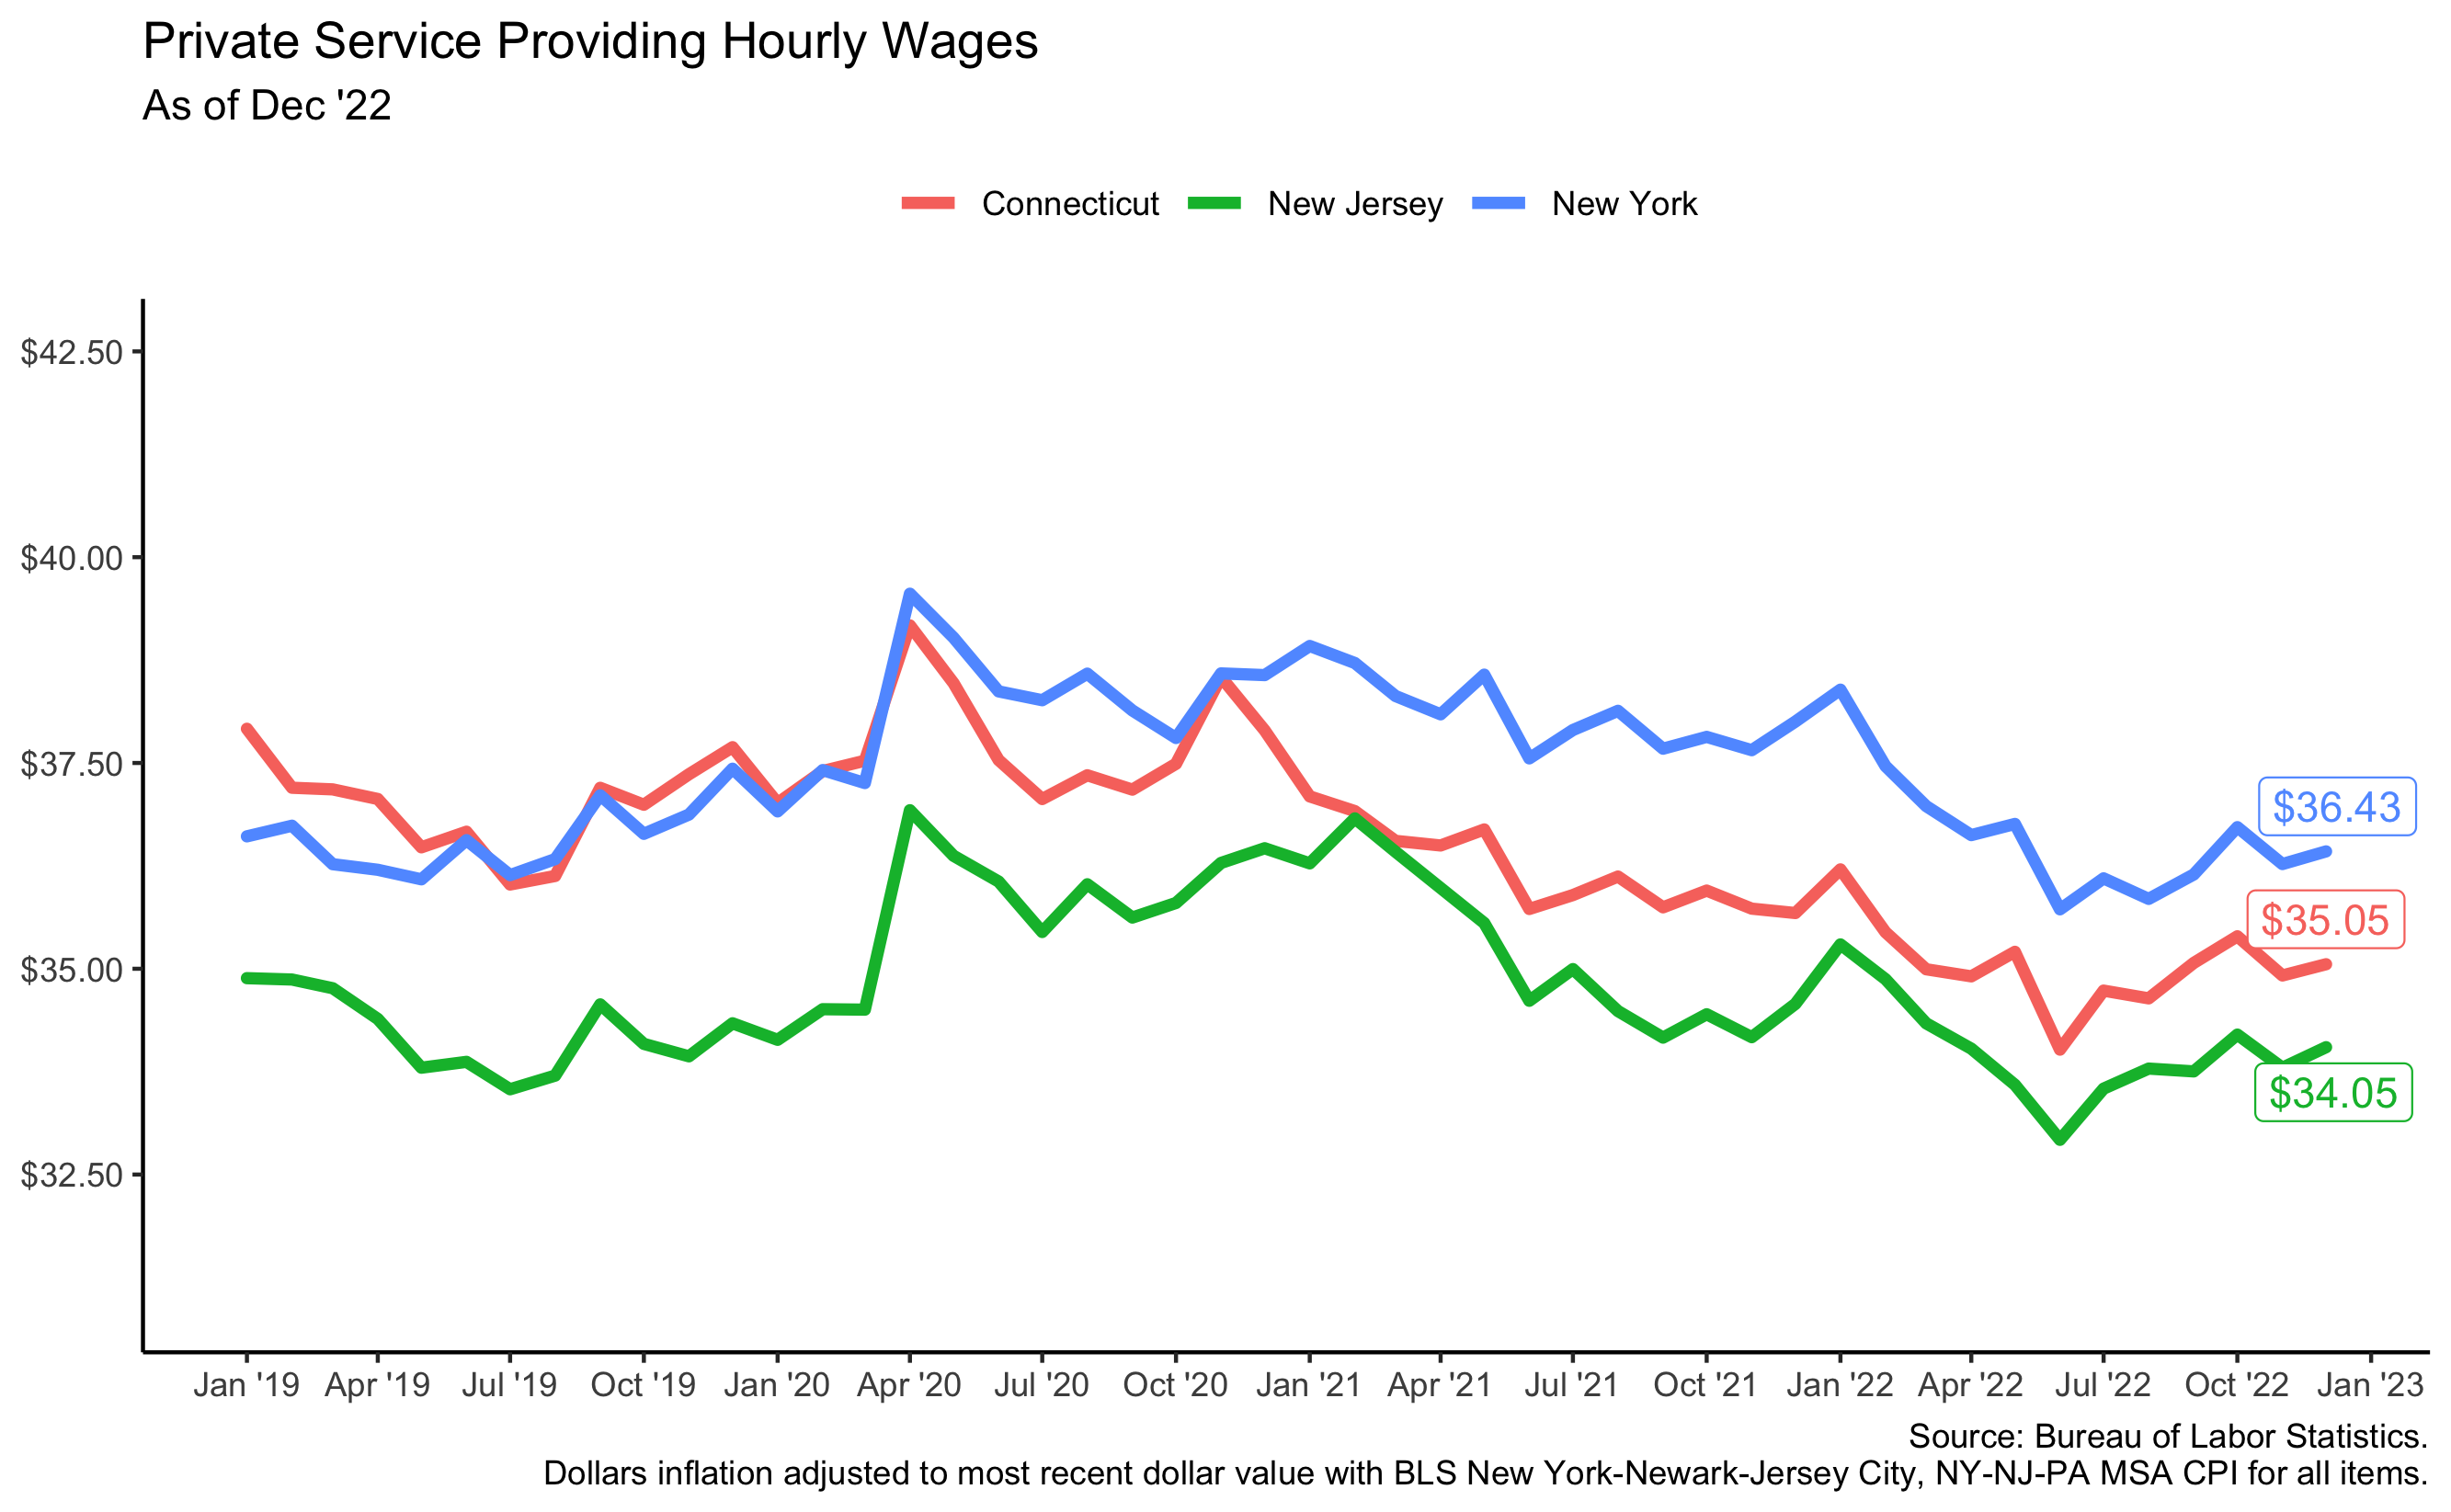 Private Service Providing Hourly Wages
As of Dec '22
Connecticut New Jersey New York
$42.50
$40.00
$37.50
$35.00
$32.50
$36.43
$35.05
$34.05
Jan '19 Apr '19 Jul '19 Oct '19 Jan '20 Apr '20 Jul '20 Oct '20 Jan '21 Apr '21 Jul '21 Oct '21 Jan '22 Apr '22 Jul '22 Oct '22 Jan '23
Source: Bureau of Labor Statistics.
Dollars inflation adjusted to most recent dollar value with BLS New York-Newark-Jersey City, NY-NJ-PA MSA CPI for all items.